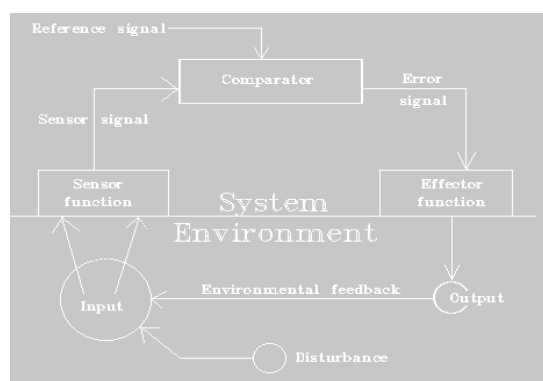 Reference signal
Comparator
Error
signal
Sensor signal
Sensor
function
System
Effector
function
Environment
Environmental feedback
Input
Output
Disturbance